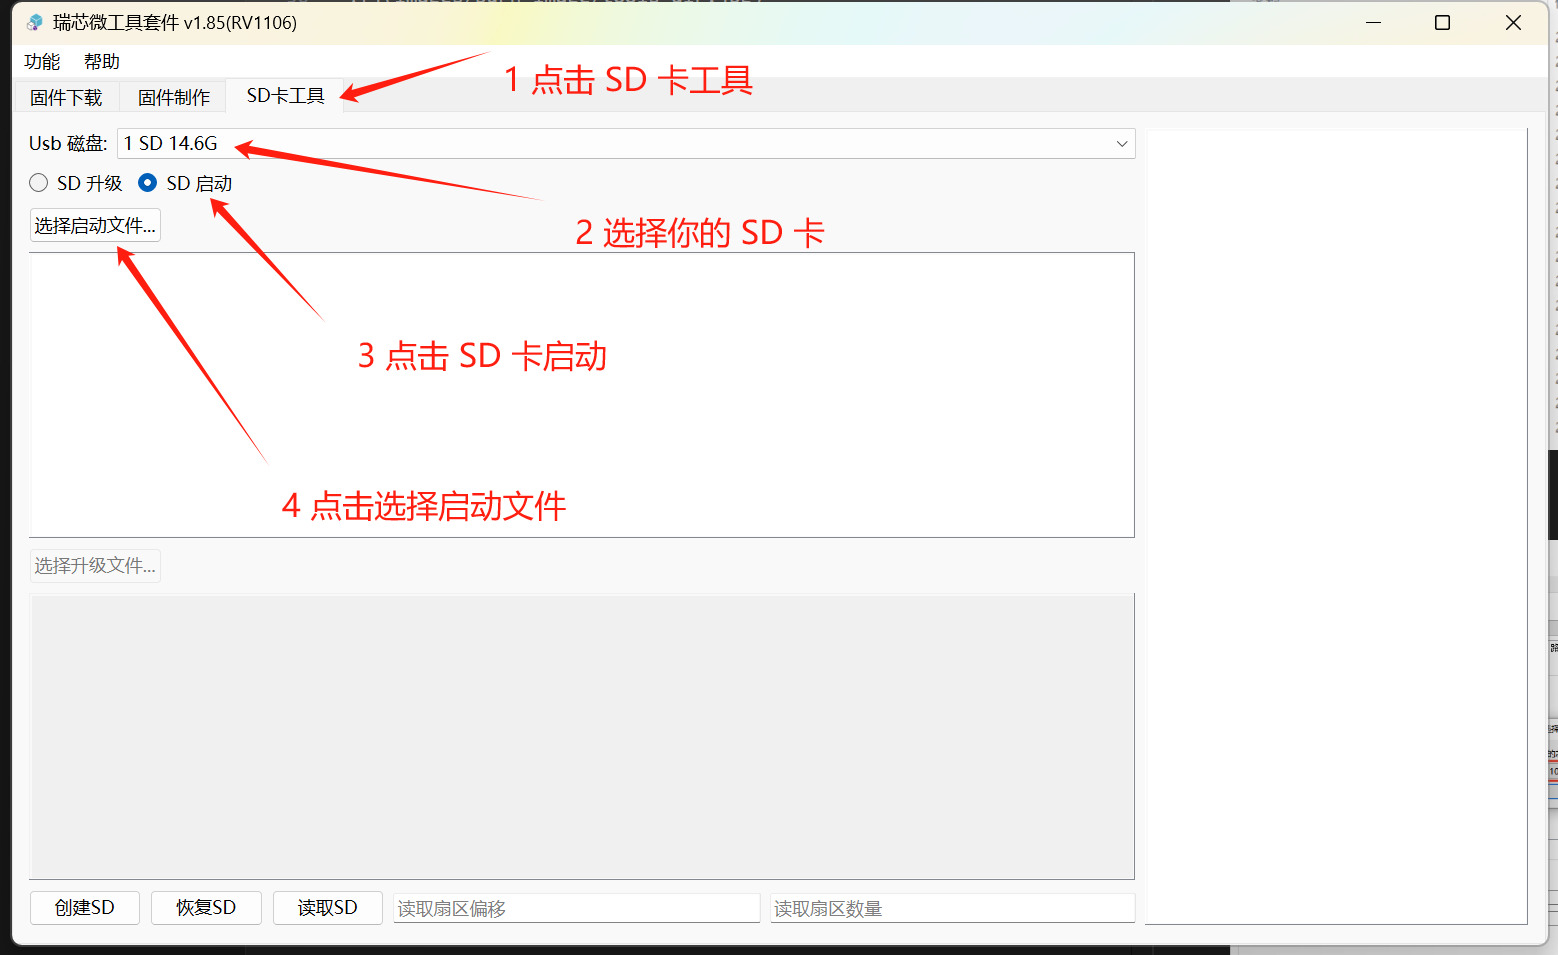 瑞芯微工具套件 v1.85(RV1106)
功能 帮助
固件下载 固件制作 SD卡工具
1 点击 SD 卡工具
Usb 磁盘: 1 SD 14.6G
SD 升级 SD 启动
选择启动文件...
2 选择你的 SD 卡
3 点击 SD 卡启动
4 点击选择启动文件
选择升级文件...
创建SD 恢复SD 读取SD 读取扇区偏移 读取扇区数量